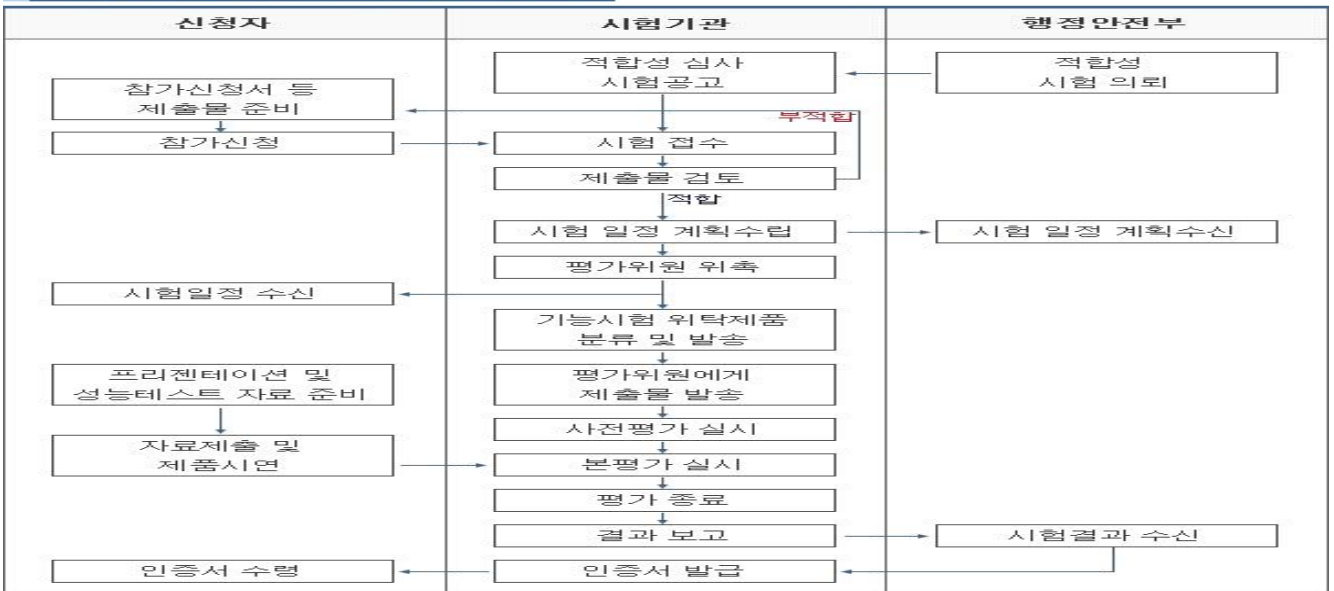 신청자
시험기관
행정안전부
적합성 심사
시험공고
적합성
시험 의뢰
참가신청서 등
제출물 준비
부적합
참가신청
시험 접수
제출물 검토
적합
시험 일정 계획수립
시험 일정 계획수신
평가위원 위촉
시험일정 수신
기능시험 위탁제품
분류 및 발송
프리젠테이션 및
성능테스트 자료 준비
평가위원에게
제출물 발송
사전평가 실시
자료제출 및
제품시연
본평가 실시
평가 종료
결과 보고
시험결과 수신
인증서 수령
인증서 발급